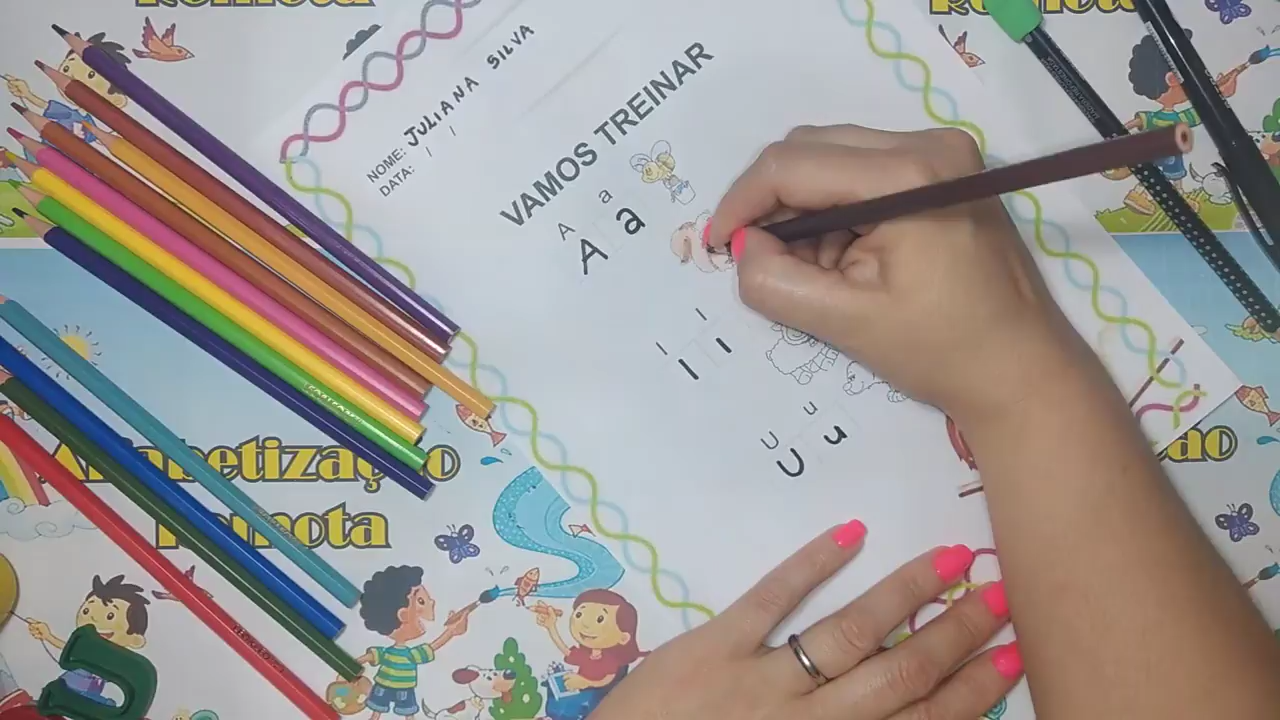 Remota
Remota
NOME: JULIANA SILVA
DATA: / /
VAMOS TREINAR
A a
A a
I I
I I
U u
U u
Alfabetização
Remota